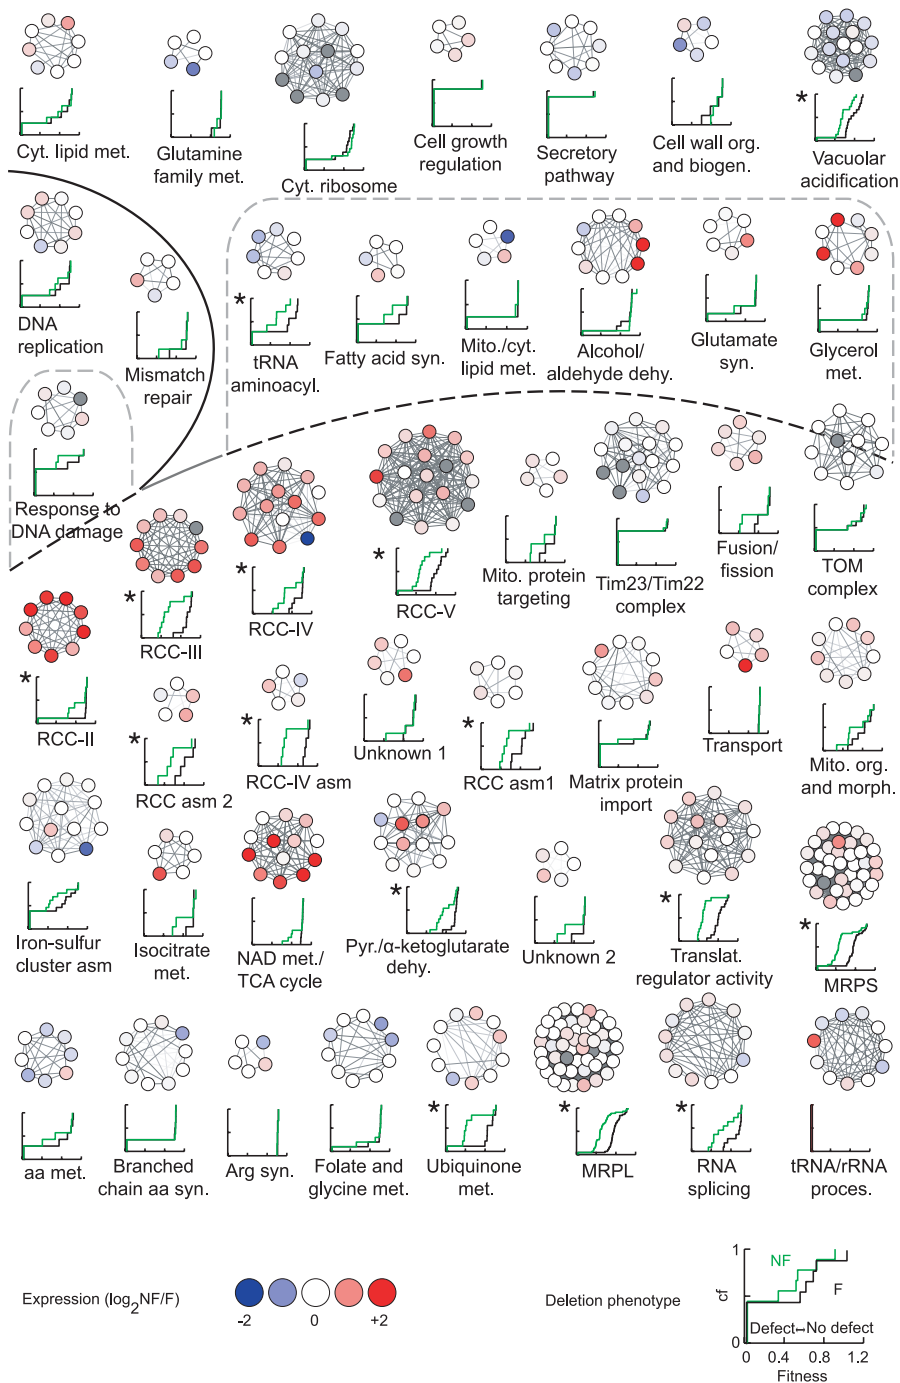 Cyt. lipid met.
Glutamine
family met.
Cyt. ribosome
Cell growth
regulation
Secretory
pathway
Cell wall org.
and biogen.
*
Vacuolar
acidification
DNA
replication
Mismatch
repair
*
tRNA
aminoacyl.
Fatty acid syn.
Mito./cyt.
lipid met.
Alcohol/
aldehyde dehy.
Glutamate
syn.
Glycerol
met.
Response to
DNA damage
*
RCC-III
*
RCC-IV
*
RCC-V
Mito. protein
targeting
Tim23/Tim22
complex
Fusion/
fission
TOM
complex
*
RCC-II
*
RCC asm 2
*
RCC-IV asm
Unknown 1
*
RCC asm1
Matrix protein
import
Transport
Mito. org.
and morph.
Iron-sulfur
cluster asm
Isocitrate
met.
NAD met./
TCA cycle
*
Pyr./α-ketoglutarate
dehy.
Unknown 2
*
Translat.
regulator activity
*
MRPS
aa met.
Branched
chain aa syn.
Arg syn.
Folate and
glycine met.
*
Ubiquinone
met.
*
MRPL
*
RNA
splicing
tRNA/rRNA
proces.
Expression (log2NF/F)
-2 0 +2
Deletion phenotype
1
cf
0
NF
F
Defect↔No defect
0 0.4 0.8 1.2
Fitness